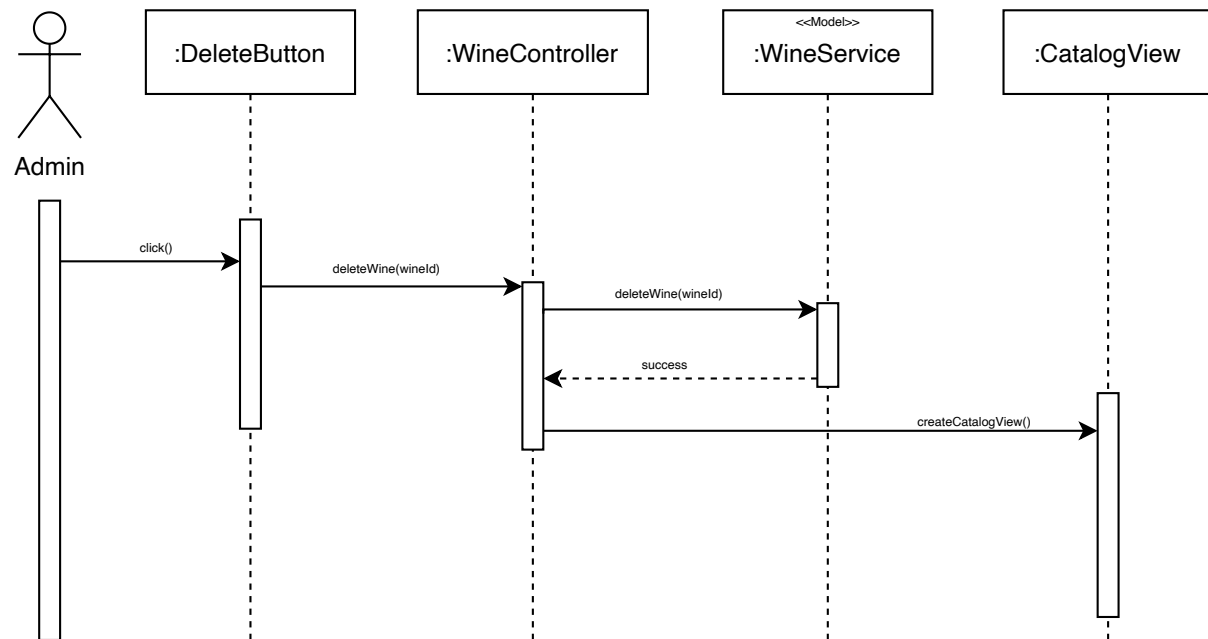 <<Model>>
:DeleteButton
:WineController
:WineService
:CatalogView
Admin
click()
deleteWine(wineId)
deleteWine(wineId)
success
createCatalogView()